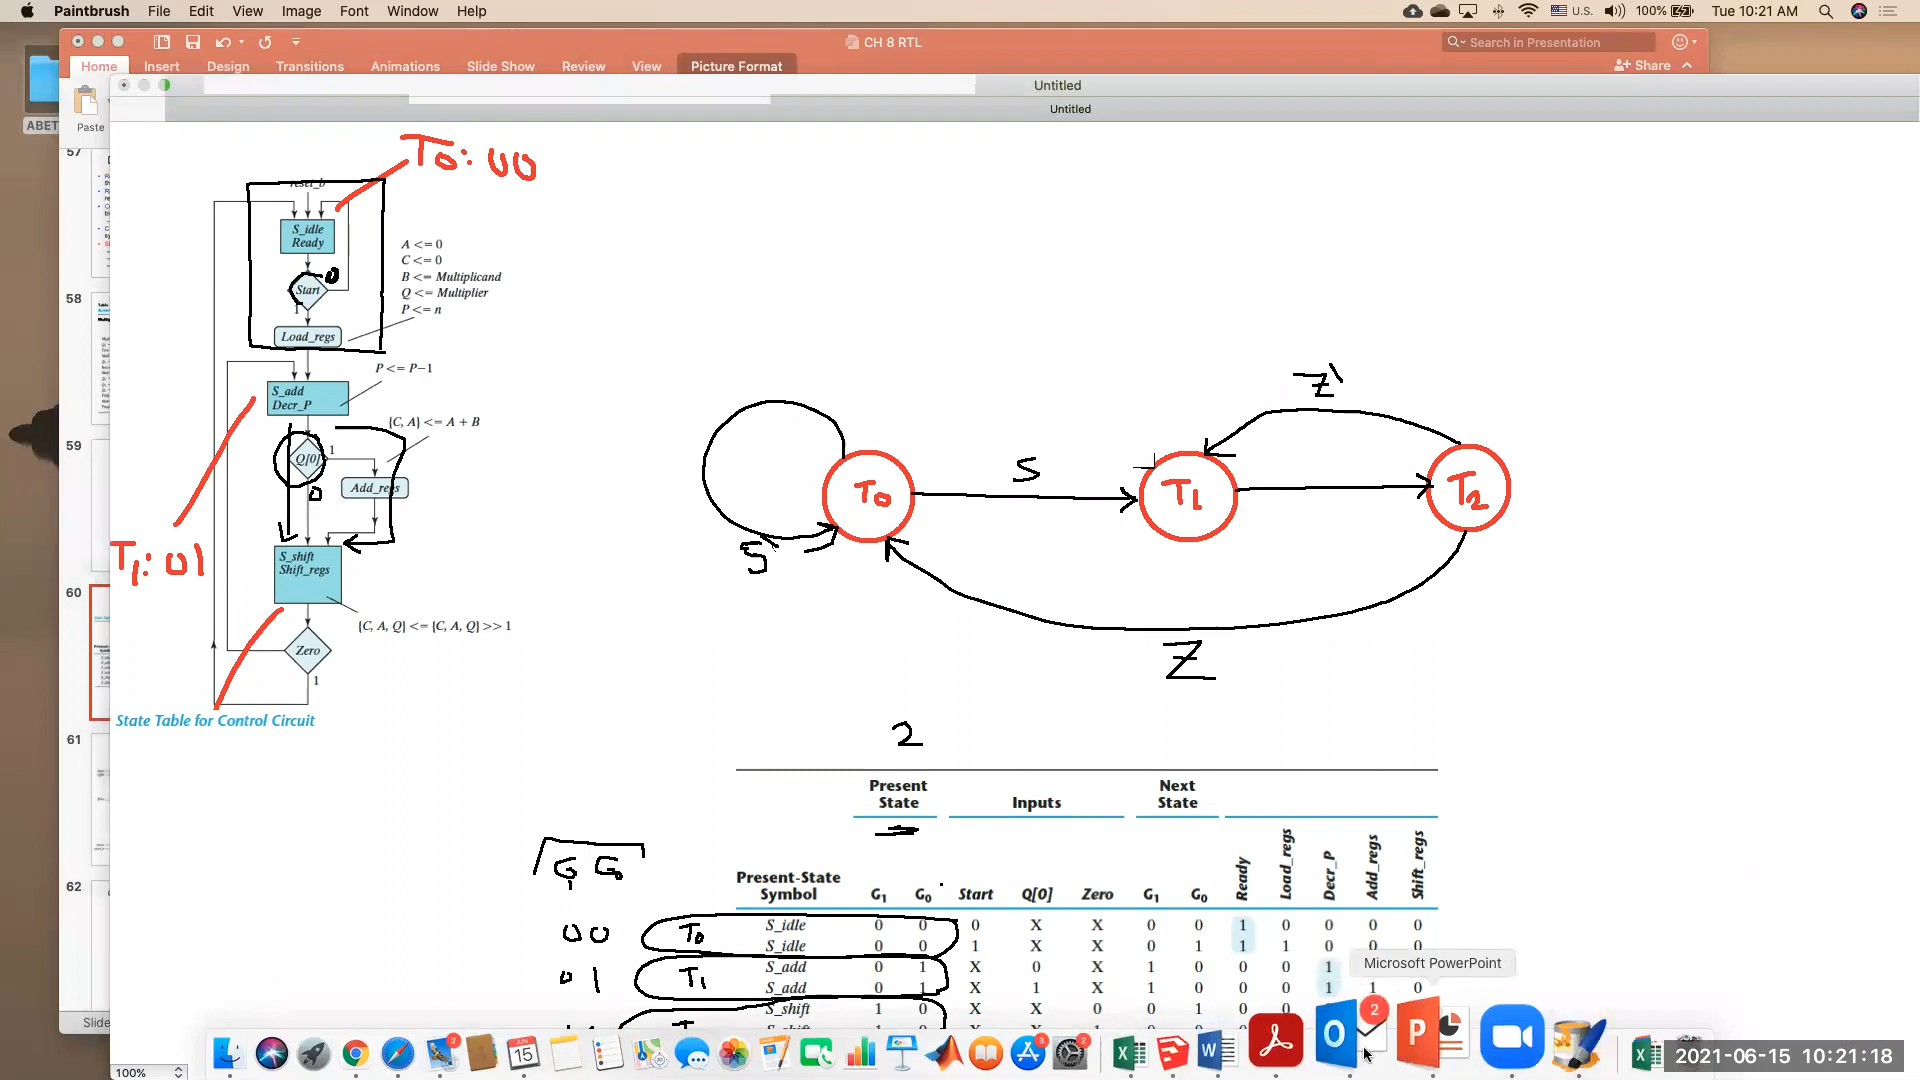 Paintbrush File Edit View Image Font Window Help
U.S. 100% Tue 10:21 AM
CH 8 RTL
Search in Presentation
Home Insert Design Transitions Animations Slide Show Review View Picture Format
Share
Untitled
Untitled
ABET
Paste
57
58
59
60
61
62
Slide
T0: 00
reset_b
S_idle
Ready
0
Start
1
Load_regs
A <= 0
C <= 0
B <= Multiplicand
Q <= Multiplier
P <= n
P <= P−1
S_add
Decr_P
{C, A} <= A + B
Q[0]
1
0
Add_regs
T1: 01
S_shift
Shift_regs
{C, A, Q} <= {C, A, Q} >> 1
Zero
1
State Table for Control Circuit
S'
T0
S
T1
T2
Z'
Z
2
Present State
Inputs
Next State
G1 G0
Present-State Symbol G1 G0 Start Q[0] Zero G1 G0 Ready Load_regs Decr_P Add_regs Shift_regs
00 T0 S_idle 0 0 0 X X 0 0 1 0 0 0 0
S_idle 0 0 1 X X 0 1 1 1 0 0 0
01 T1 S_add 0 1 X 0 X 1 0 0 0 1
S_add 0 1 X 1 X 1 0 0 0 1 1 0
S_shift 1 0 X X 0 0 1 0 0
Microsoft PowerPoint
100%
JUN
15
2
2
3
2
2021-06-15 10:21:18